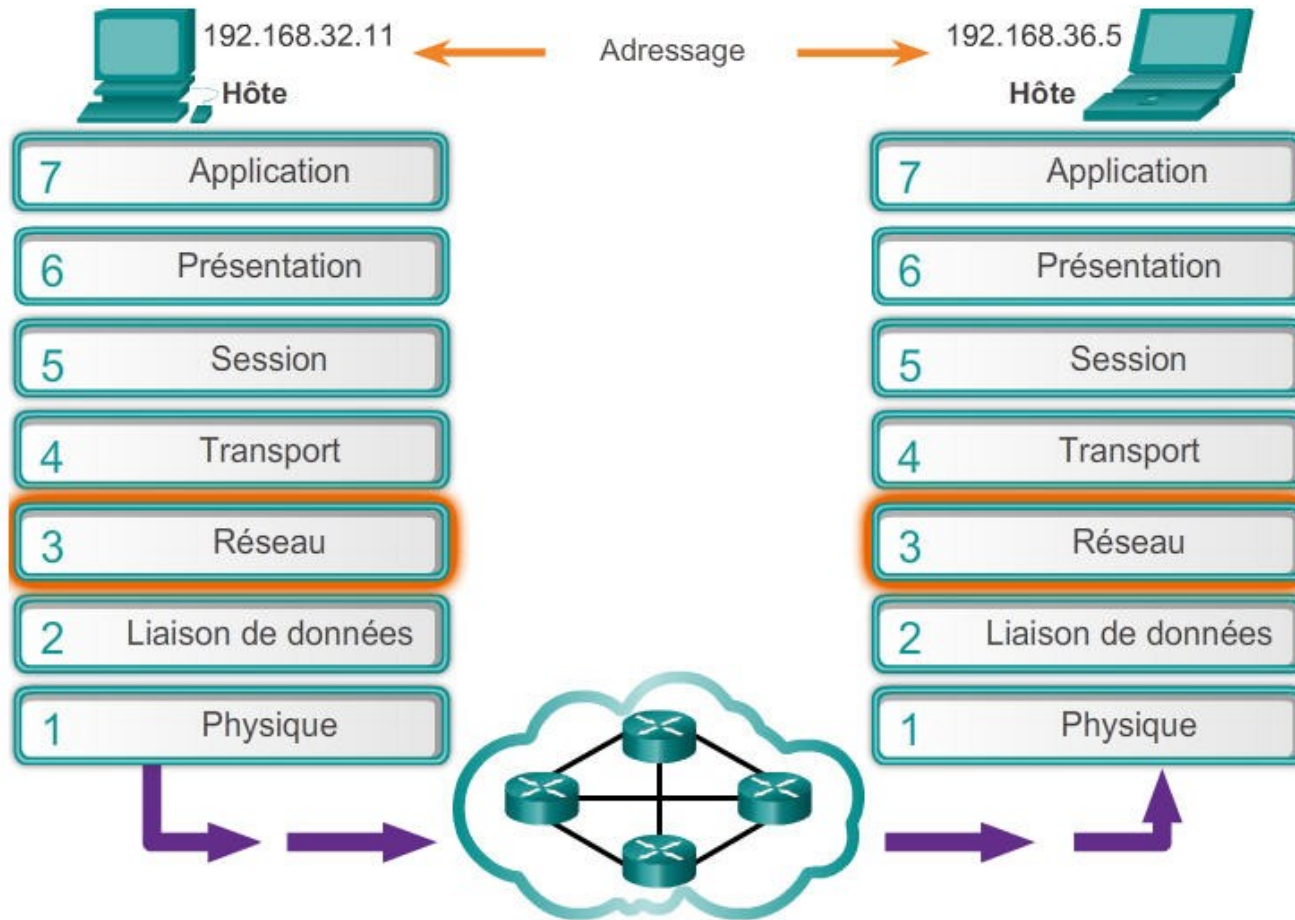 192.168.32.11
Adressage
192.168.36.5
Hôte
Hôte
7 Application
6 Présentation
5 Session
4 Transport
3 Réseau
2 Liaison de données
1 Physique
7 Application
6 Présentation
5 Session
4 Transport
3 Réseau
2 Liaison de données
1 Physique